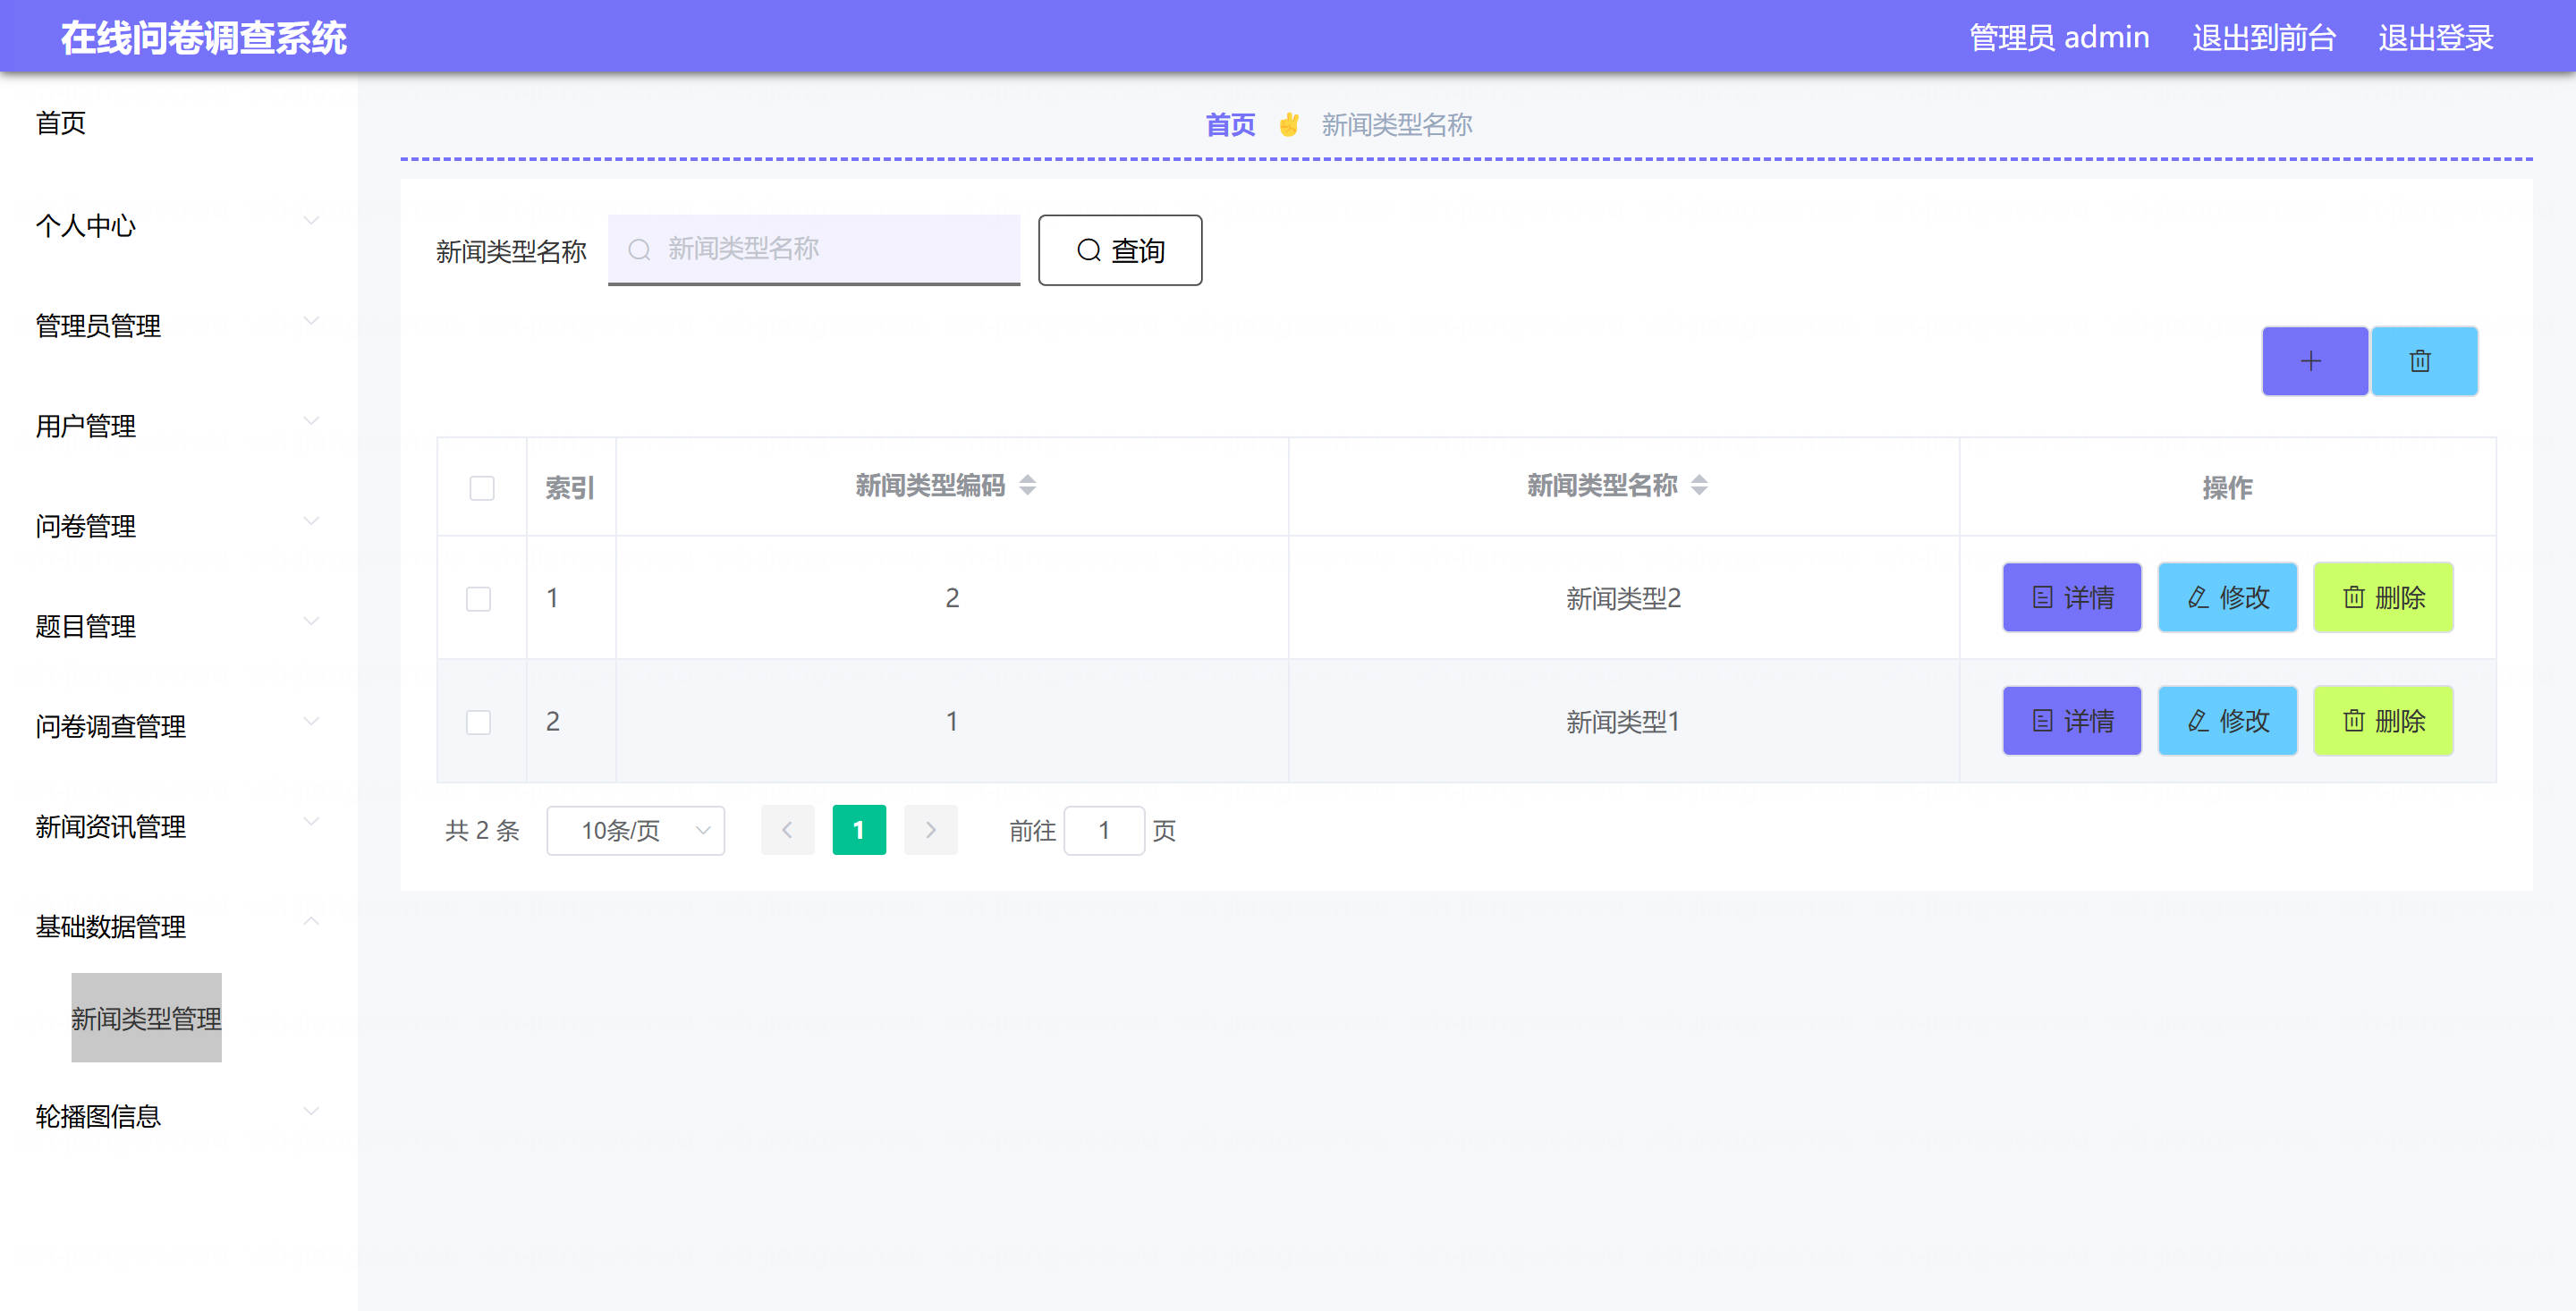 在线问卷调查系统
管理员 admin 退出到前台 退出登录
首页
个人中心
管理员管理
用户管理
问卷管理
题目管理
问卷调查管理
新闻资讯管理
基础数据管理
新闻类型管理
轮播图信息
首页 新闻类型名称
新闻类型名称 新闻类型名称 查询
索引 新闻类型编码 新闻类型名称 操作
1 2 新闻类型2 详情 修改 删除
2 1 新闻类型1 详情 修改 删除
共 2 条 10条/页 1 前往 1 页